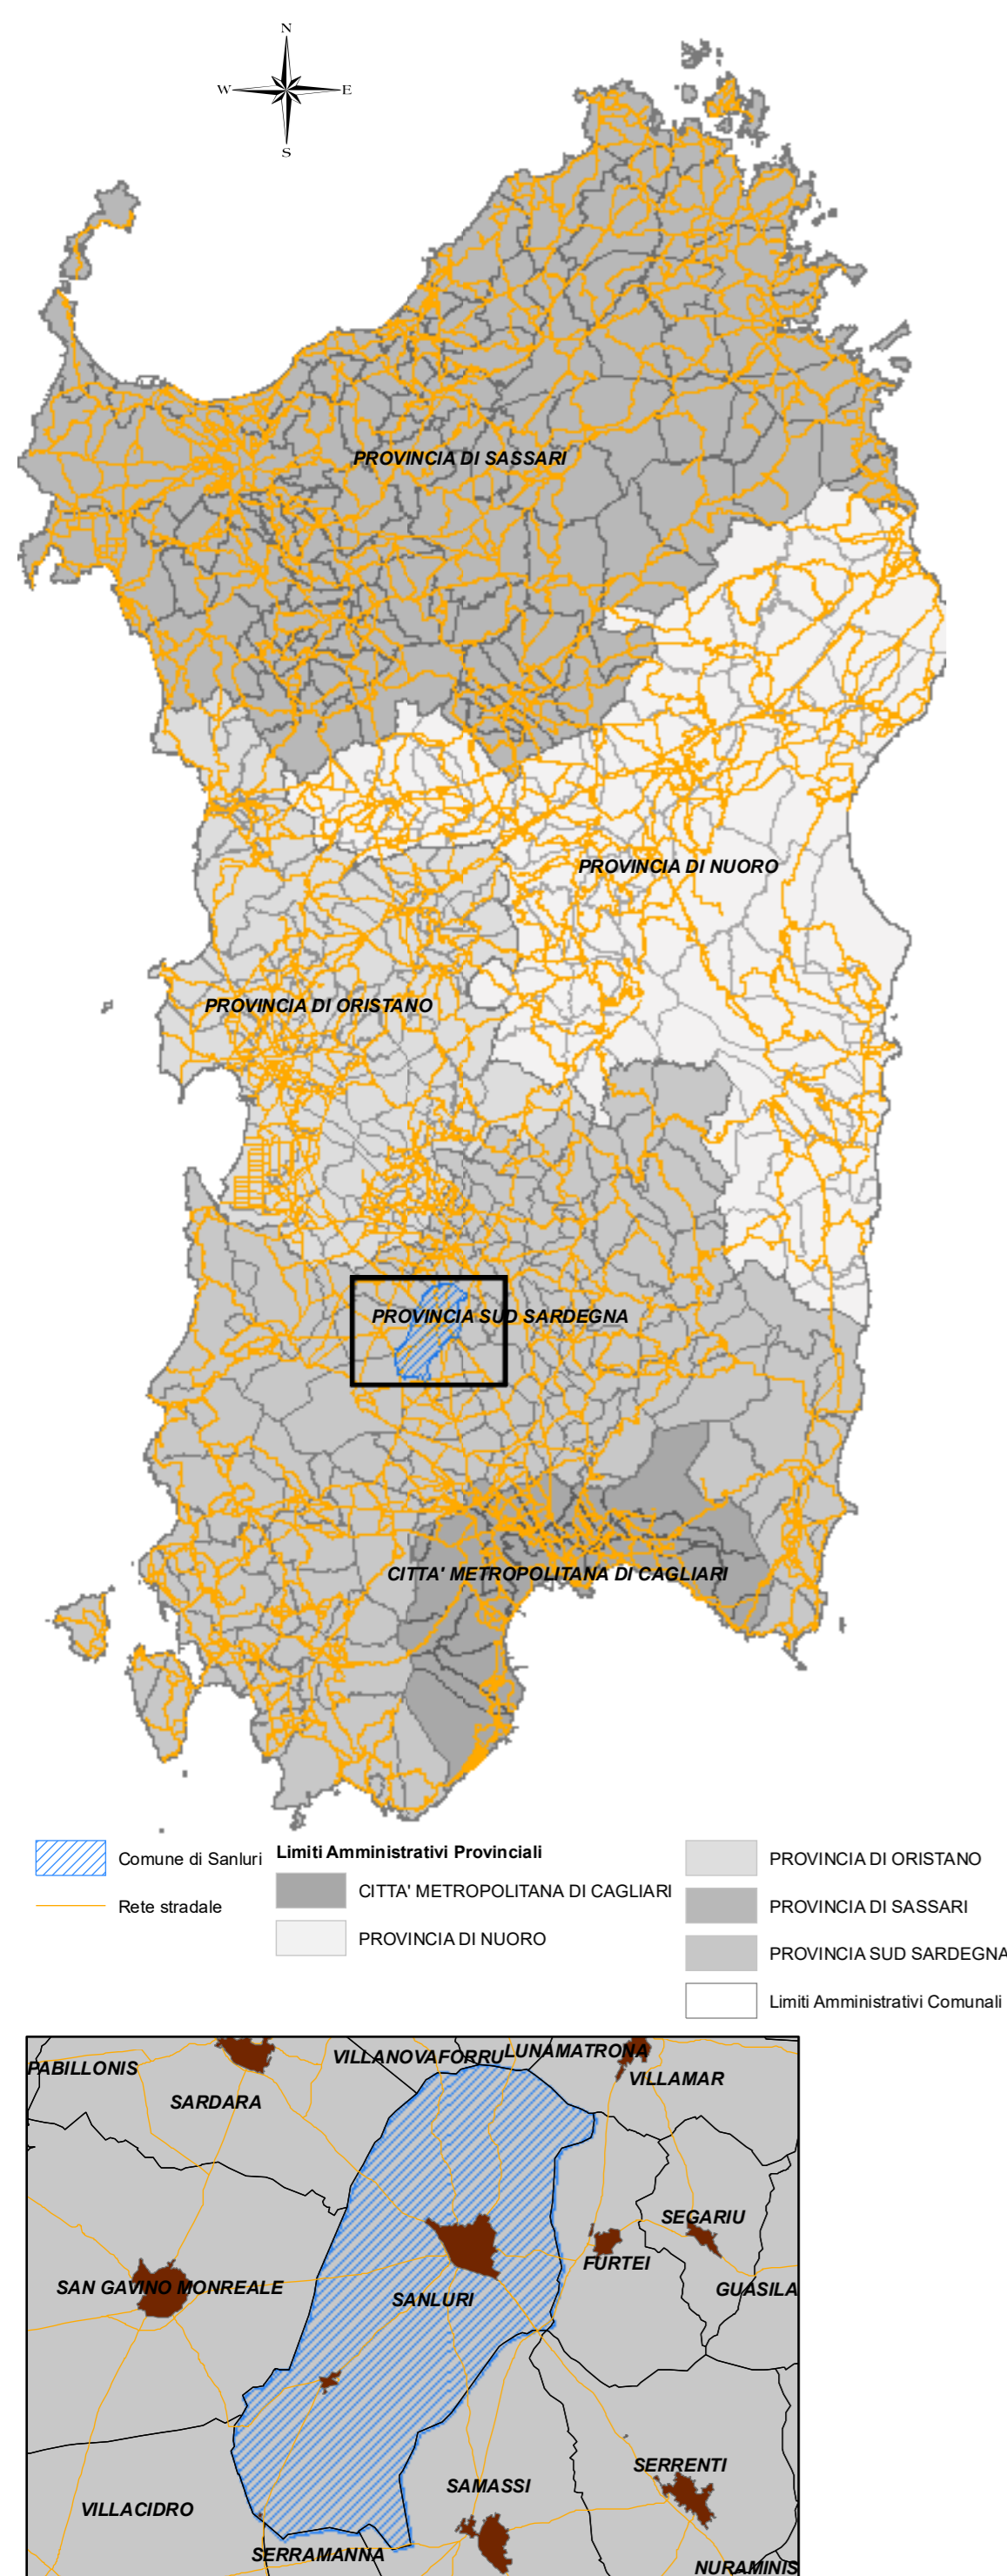 N
W E
S
PROVINCIA DI SASSARI
PROVINCIA DI NUORO
PROVINCIA DI ORISTANO
PROVINCIA SUD SARDEGNA
CITTA' METROPOLITANA DI CAGLIARI
Comune di Sanluri
Rete stradale
Limiti Amministrativi Provinciali
CITTA' METROPOLITANA DI CAGLIARI
PROVINCIA DI NUORO
PROVINCIA DI ORISTANO
PROVINCIA DI SASSARI
PROVINCIA SUD SARDEGNA
Limiti Amministrativi Comunali
PABILLONIS
VILLANOVAFORRU
LUNAMATRONA
VILLAMAR
SARDARA
SEGARIU
FURTEI
SAN GAVINO MONREALE
GUASILA
SANLURI
SERRENTI
SAMASSI
VILLACIDRO
SERRAMANNA
NURAMINIS